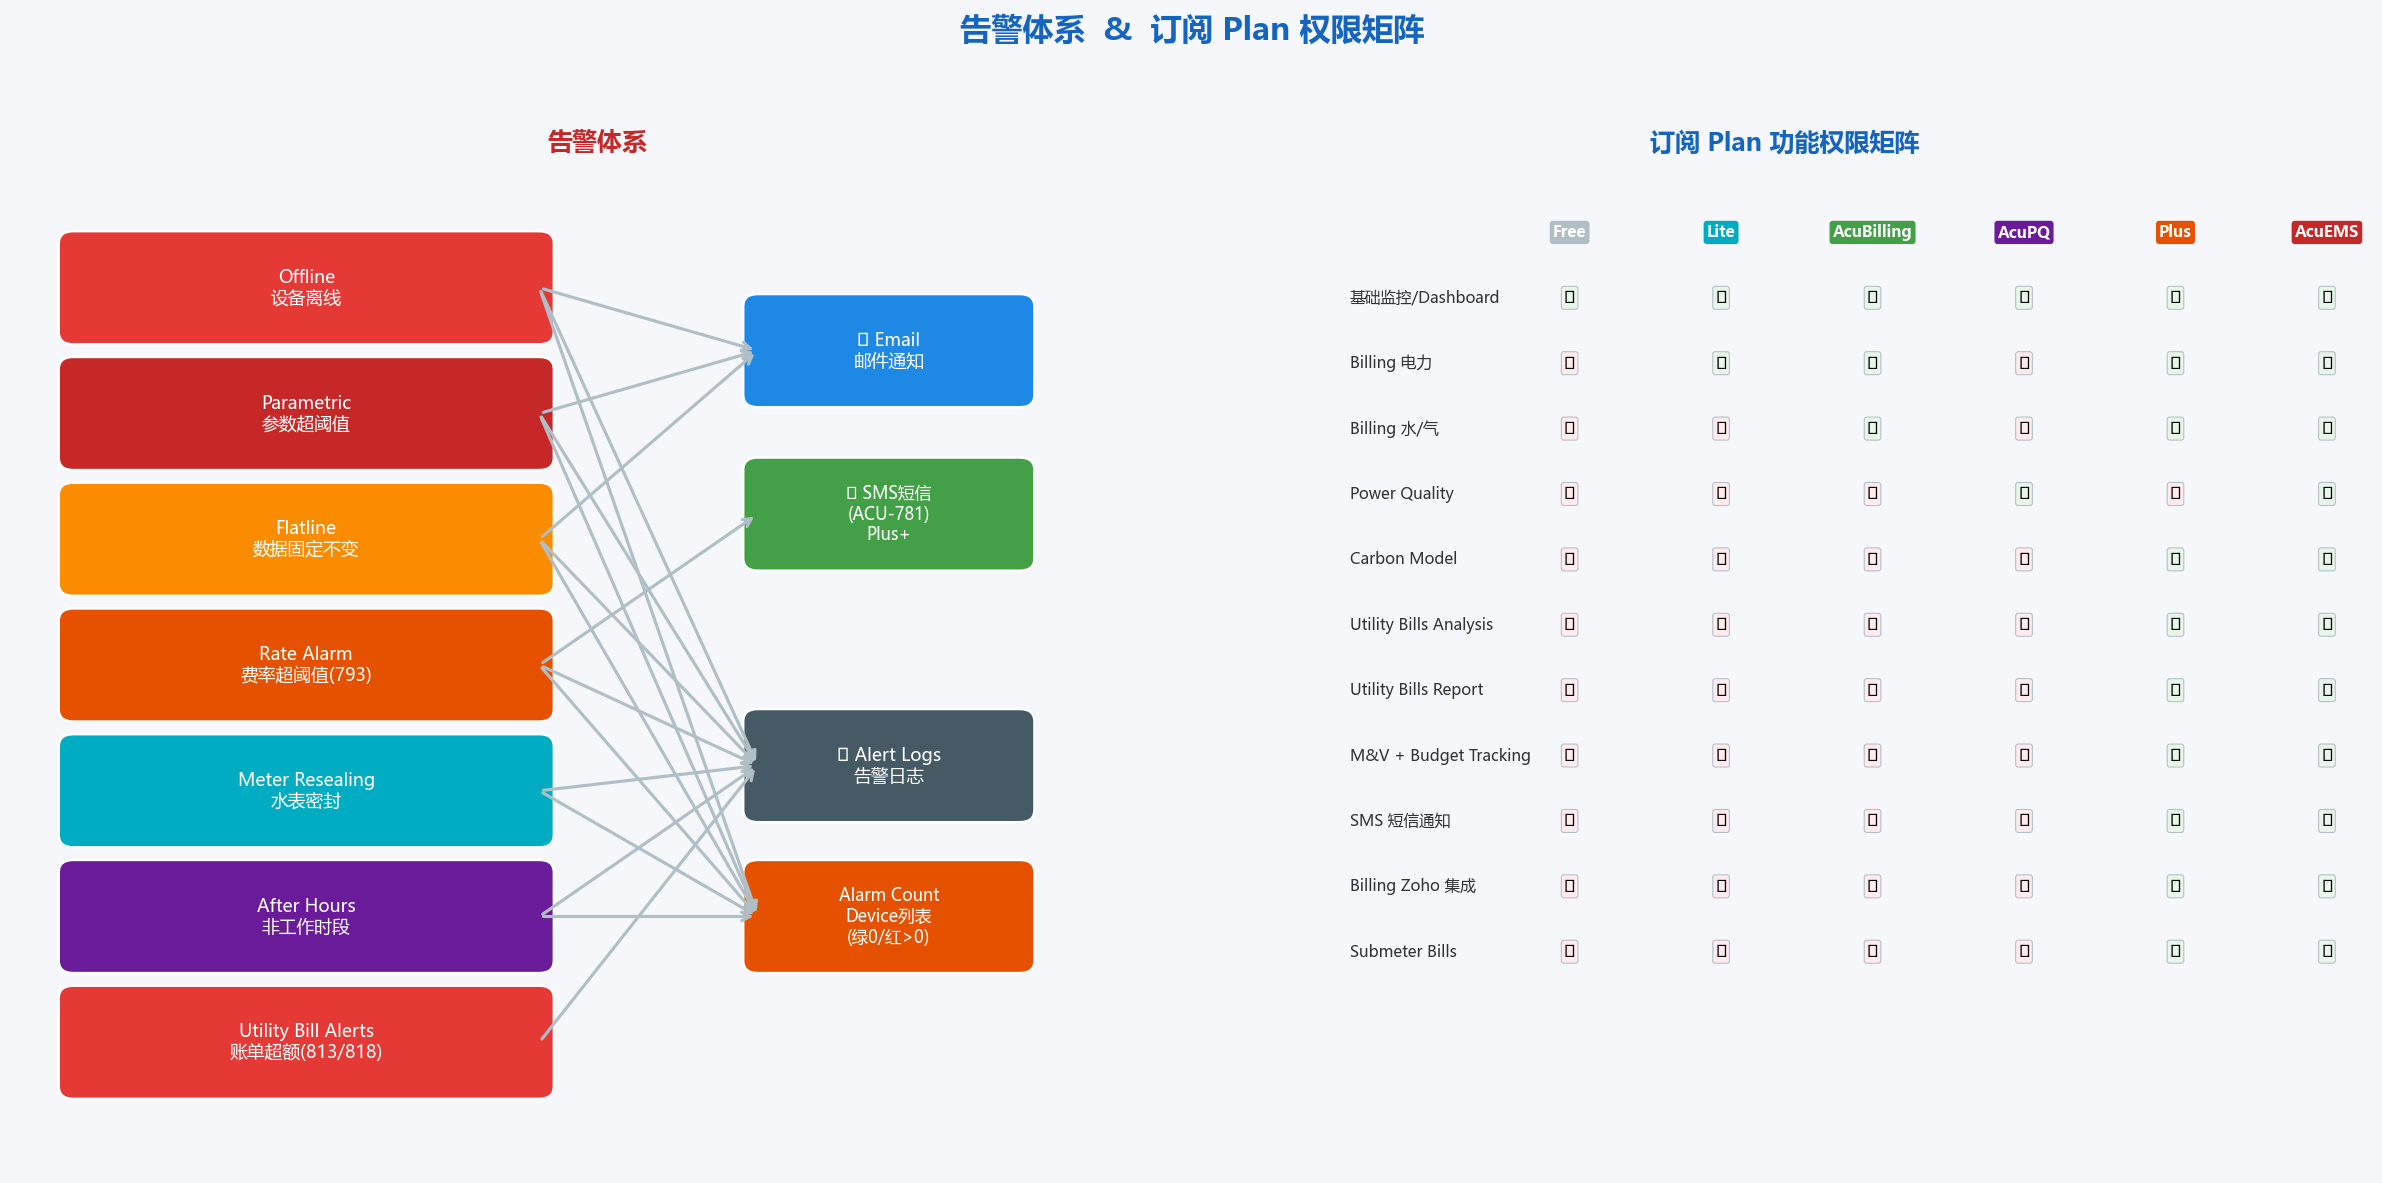 告警体系 & 订阅 Plan 权限矩阵
告警体系
Offline
设备离线
Parametric
参数超阈值
Flatline
数据固定不变
Rate Alarm
费率超阈值(793)
Meter Resealing
水表密封
After Hours
非工作时段
Utility Bill Alerts
账单超额(813/818)
▯ Email
邮件通知
▯ SMS短信
(ACU-781)
Plus+
▯ Alert Logs
告警日志
Alarm Count
Device列表
(绿0/红>0)
订阅 Plan 功能权限矩阵
Free Lite AcuBilling AcuPQ Plus AcuEMS
基础监控/Dashboard ▯ ▯ ▯ ▯ ▯ ▯
Billing 电力 ▯ ▯ ▯ ▯ ▯ ▯
Billing 水/气 ▯ ▯ ▯ ▯ ▯ ▯
Power Quality ▯ ▯ ▯ ▯ ▯ ▯
Carbon Model ▯ ▯ ▯ ▯ ▯ ▯
Utility Bills Analysis ▯ ▯ ▯ ▯ ▯ ▯
Utility Bills Report ▯ ▯ ▯ ▯ ▯ ▯
M&V + Budget Tracking ▯ ▯ ▯ ▯ ▯ ▯
SMS 短信通知 ▯ ▯ ▯ ▯ ▯ ▯
Billing Zoho 集成 ▯ ▯ ▯ ▯ ▯ ▯
Submeter Bills ▯ ▯ ▯ ▯ ▯ ▯